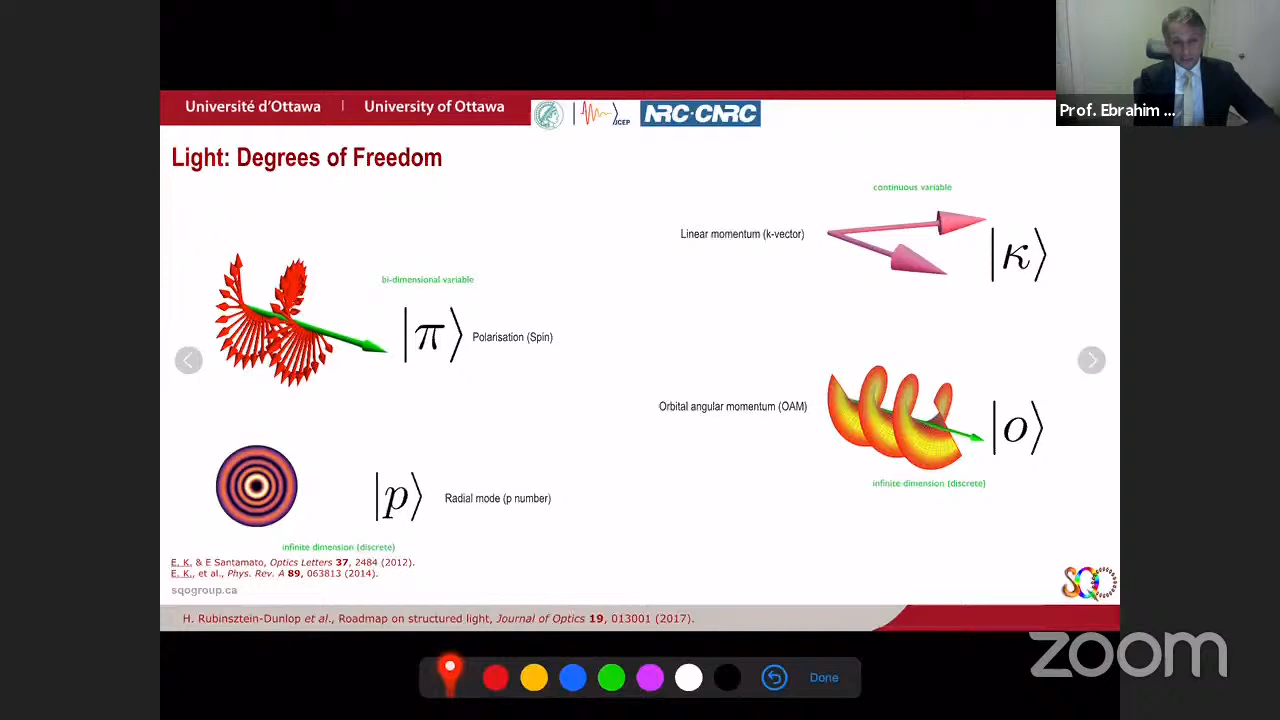 Prof. Ebrahim ...
Université d'Ottawa | University of Ottawa
ICEP
NRC·CNRC
Light: Degrees of Freedom
continuous variable
Linear momentum (k-vector)
|κ⟩
bi-dimensional variable
|π⟩
Polarisation (Spin)
Orbital angular momentum (OAM)
|o⟩
infinite dimension (discrete)
|p⟩
Radial mode (p number)
infinite dimension (discrete)
E. K. & E Santamato, Optics Letters 37, 2484 (2012).
E. K., et al., Phys. Rev. A 89, 063813 (2014).
sqogroup.ca
SQO
H. Rubinsztein-Dunlop et al., Roadmap on structured light, Journal of Optics 19, 013001 (2017).
zoom
Done